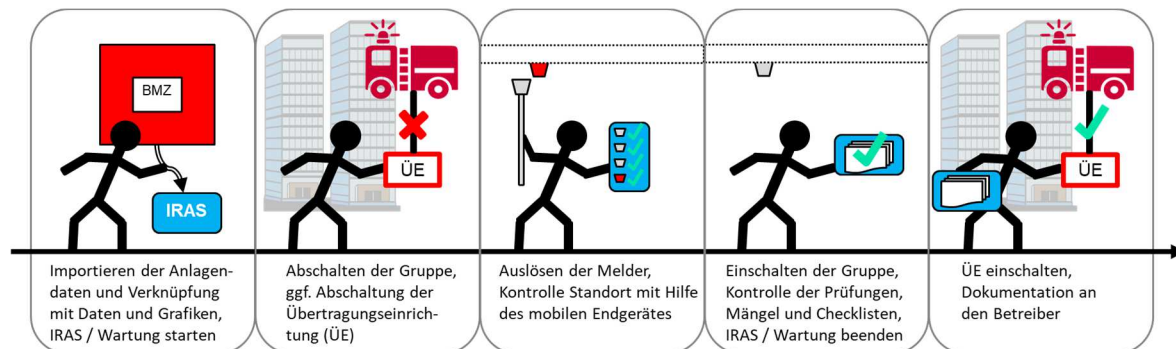 BMZ
IRAS
Importieren der Anlagen-
daten und Verknüpfung
mit Daten und Grafiken,
IRAS / Wartung starten
ÜE
Abschalten der Gruppe,
ggf. Abschaltung der
Übertragungseinrich-
tung (ÜE)
Auslösen der Melder,
Kontrolle Standort mit Hilfe
des mobilen Endgerätes
Einschalten der Gruppe,
Kontrolle der Prüfungen,
Mängel und Checklisten,
IRAS / Wartung beenden
ÜE
ÜE einschalten,
Dokumentation an
den Betreiber